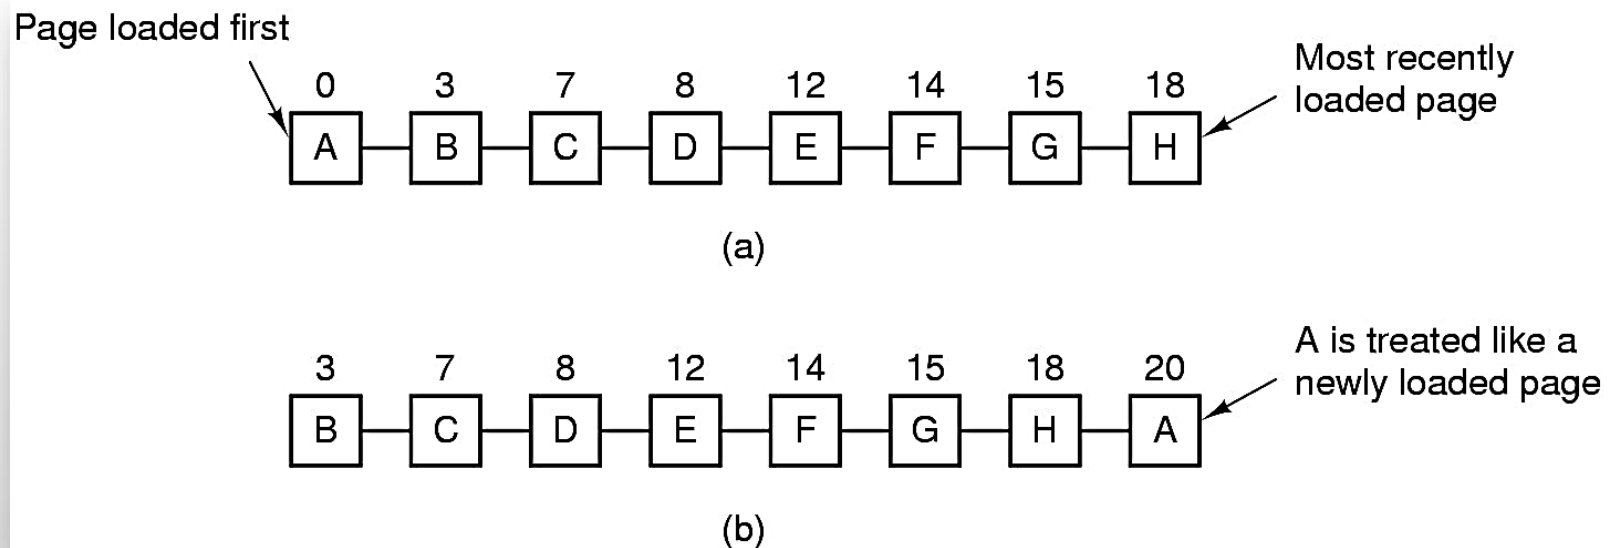 Page loaded first
Most recently
loaded page
0 3 7 8 12 14 15 18
A B C D E F G H
(a)
A is treated like a
newly loaded page
3 7 8 12 14 15 18 20
B C D E F G H A
(b)